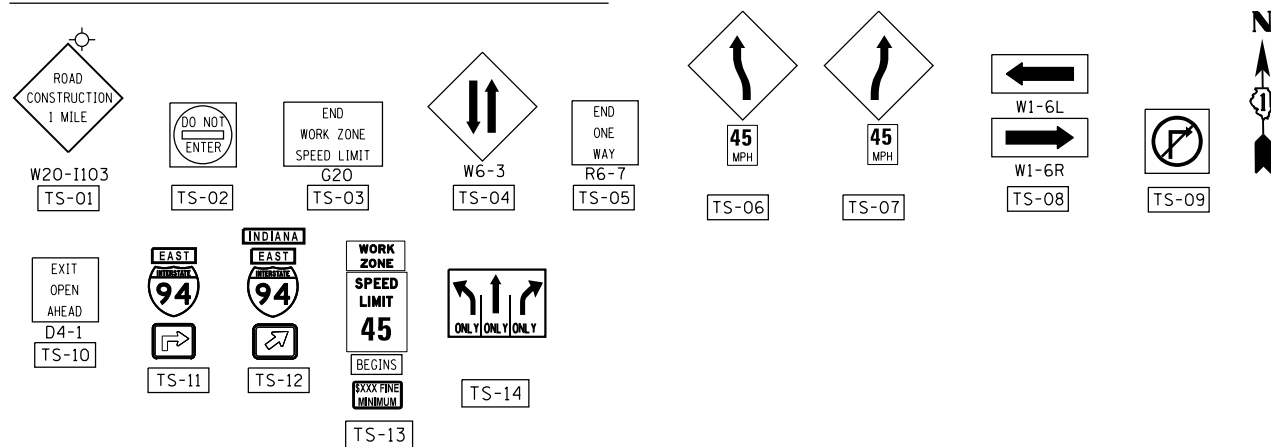 ROAD
CONSTRUCTION
1 MILE
W20-I103
TS-01
DO NOT
ENTER
TS-02
END
WORK ZONE
SPEED LIMIT
G20
TS-03
W6-3
TS-04
END
ONE
WAY
R6-7
TS-05
45
MPH
TS-06
45
MPH
TS-07
W1-6L
W1-6R
TS-08
TS-09
N
1
EXIT
OPEN
AHEAD
D4-1
TS-10
EAST
INTERSTATE
94
TS-11
INDIANA
EAST
INTERSTATE
94
TS-12
WORK
ZONE
SPEED
LIMIT
45
BEGINS
$XXX FINE
MINIMUM
TS-13
ONLY ONLY ONLY
TS-14